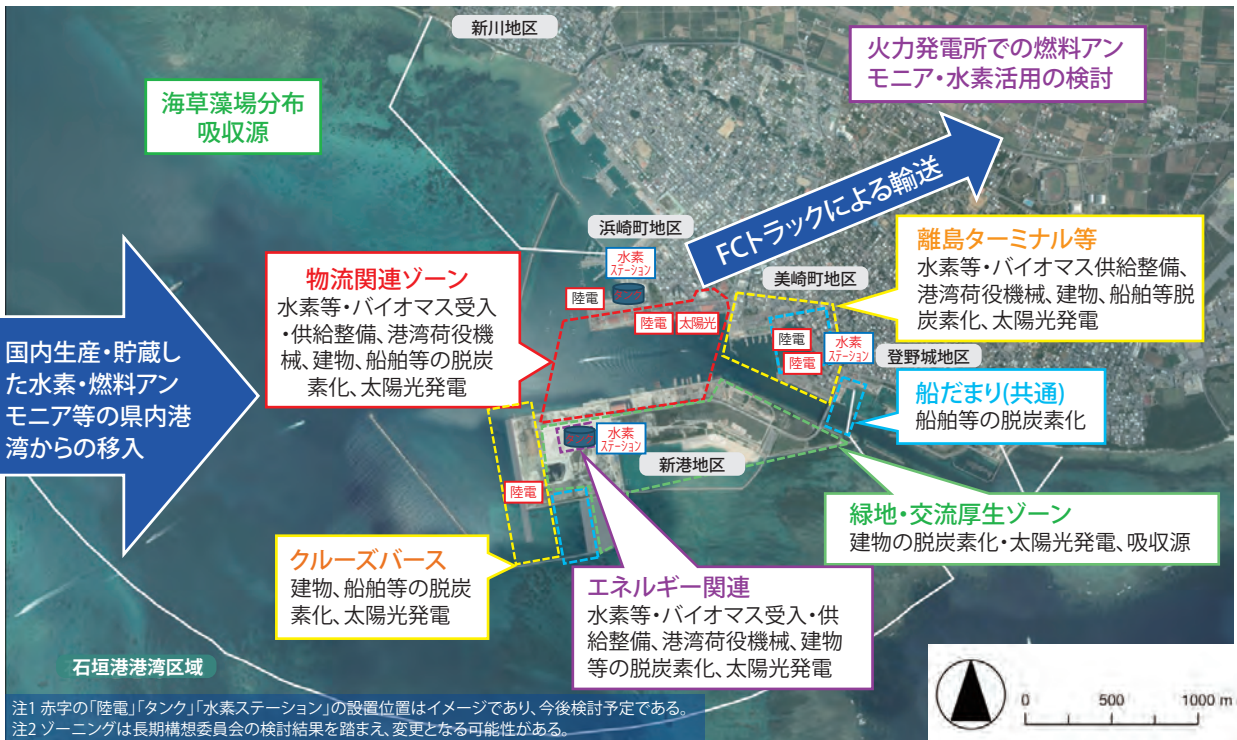 新川地区
火力発電所での燃料アン
モニア・水素活用の検討
海草藻場分布
吸収源
FCトラックによる輸送
浜崎町地区
水素
ステーション
陸電
タンク
物流関連ゾーン
水素等・バイオマス受入
・供給整備、港湾荷役機
械、建物、船舶等の脱炭
素化、太陽光発電
陸電
太陽光
美崎町地区
離島ターミナル等
水素等・バイオマス供給整備、
港湾荷役機械、建物、船舶等脱
炭素化、太陽光発電
陸電
陸電
水素
ステーション
登野城地区
国内生産・貯蔵し
た水素・燃料アン
モニア等の県内港
湾からの移入
船だまり(共通)
船舶等の脱炭素化
タンク
水素
ステーション
新港地区
陸電
緑地・交流厚生ゾーン
建物の脱炭素化・太陽光発電、吸収源
クルーズバース
建物、船舶等の脱炭
素化、太陽光発電
エネルギー関連
水素等・バイオマス受入・供
給整備、港湾荷役機械、建物
等の脱炭素化、太陽光発電
石垣港港湾区域
注1 赤字の「陸電」「タンク」「水素ステーション」の設置位置はイメージであり、今後検討予定である。
注2 ゾーニングは長期構想委員会の検討結果を踏まえ、変更となる可能性がある。
0 500 1000 m